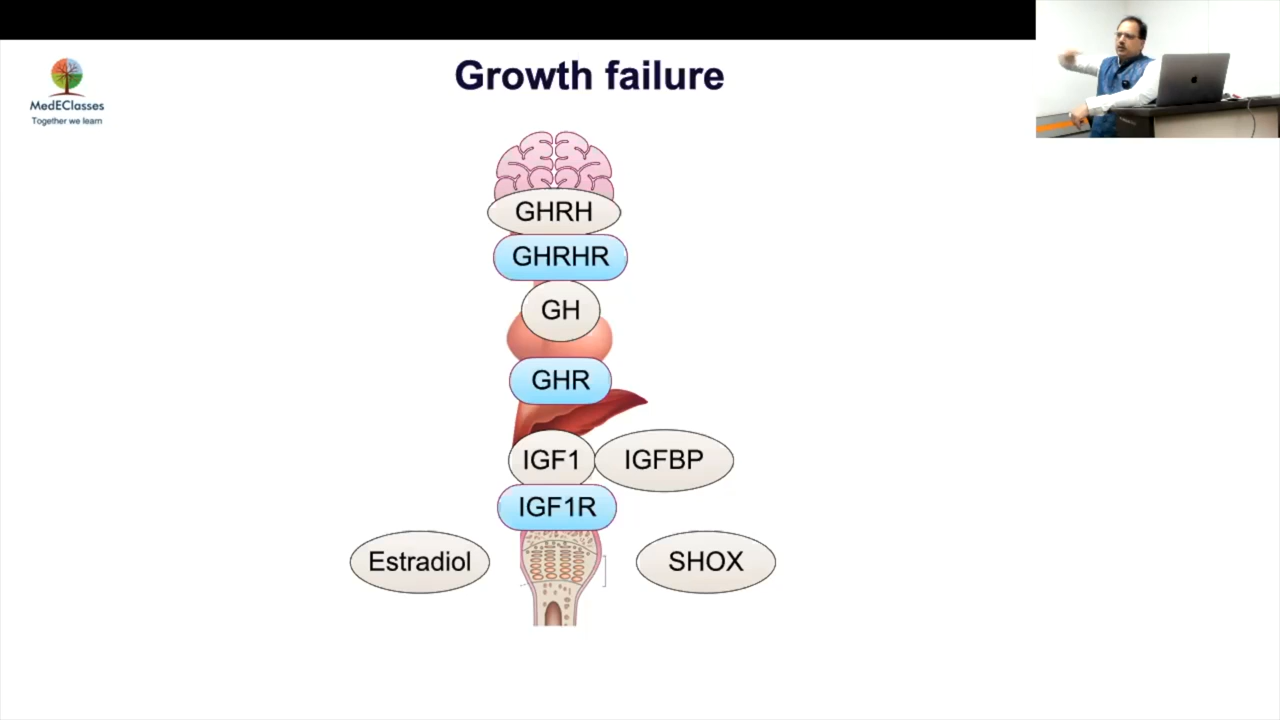 Growth failure
MedEClasses
Together we learn
GHRH
GHRHR
GH
GHR
IGF1
IGFBP
IGF1R
Estradiol
SHOX